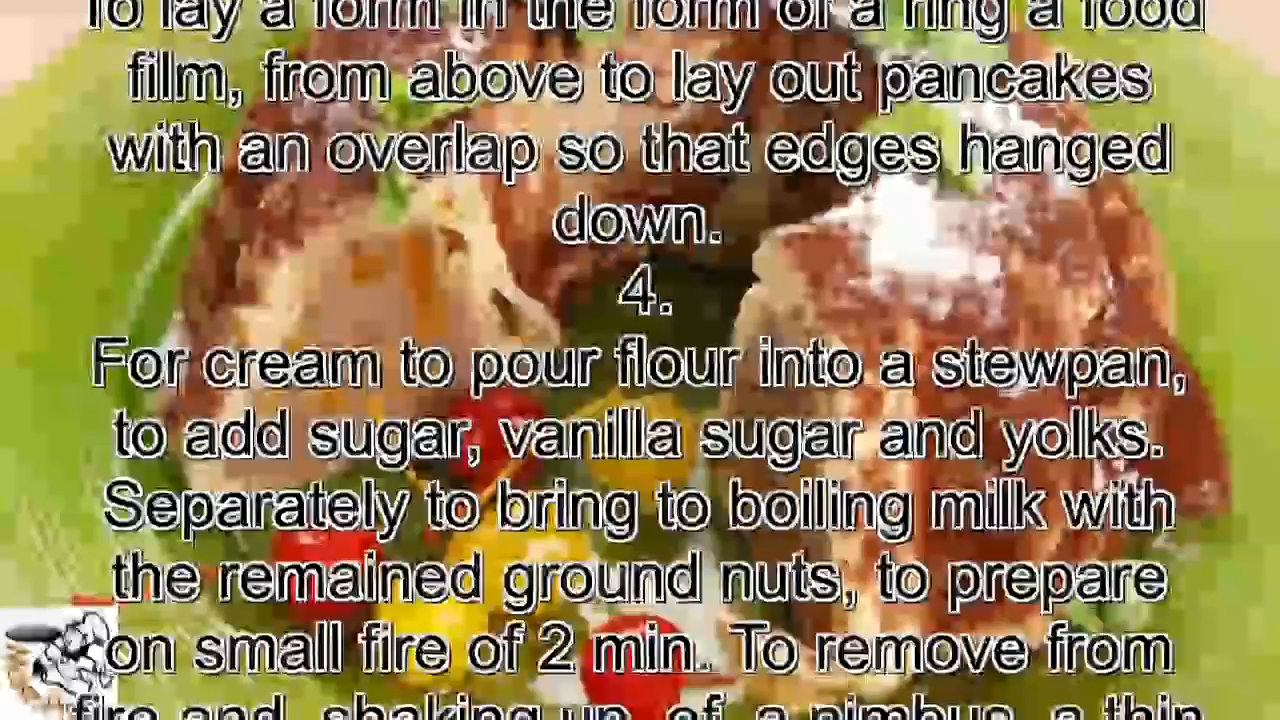 To lay a form in the form of a ring a food
film, from above to lay out pancakes
with an overlap so that edges hanged
down.
4.
For cream to pour flour into a stewpan,
to add sugar, vanilla sugar and yolks.
Separately to bring to boiling milk with
the remained ground nuts, to prepare
on small fire of 2 min. To remove from
fire and, shaking up, of a nimbus, a thin